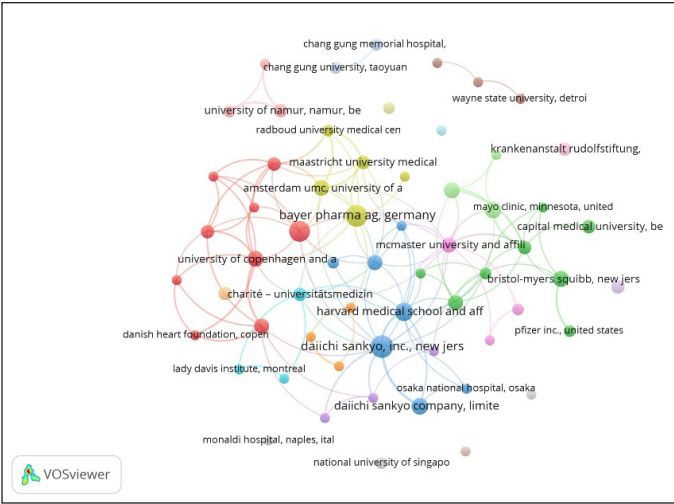 chang gung memorial hospital,
chang gung university, taoyuan
wayne state university, detroi
university of namur, namur, be
radboud university medical cen
krankenanstalt rudolfstiftung,
maastricht university medical
amsterdam umc, university of a
mayo clinic, minnesota, united
bayer pharma ag, germany
capital medical university, be
mcmaster university and affili
university of copenhagen and a
bristol-myers squibb, new jers
charité – universitätsmedizin
harvard medical school and aff
danish heart foundation, copen
pfizer inc., united states
daiichi sankyo, inc., new jers
lady davis institute, montreal
osaka national hospital, osaka
daiichi sankyo company, limite
monaldi hospital, naples, ital
national university of singapo
VOSviewer